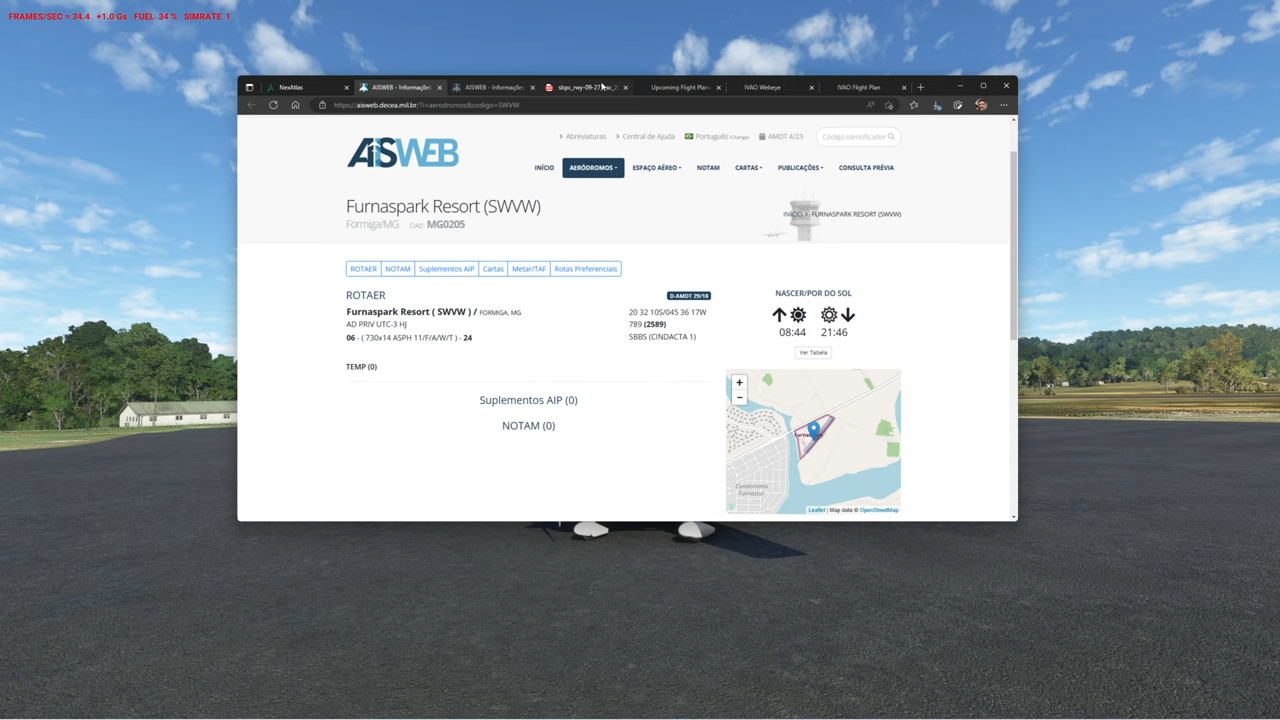 FRAMES/SEC = 34.4 +1.0 Gs FUEL 34 % SIMRATE 1
NexAtlas
AISWEB - Informaçõe
AISWEB - Informaçõe
Upcoming Flight Plan
IVAO Webeye
IVAO Flight Plan
https://aisweb.decea.mil.br/?i=aerodromos&codigo=SWVW
Abreviaturas
Central de Ajuda
Português (Change)
AMDT 4/23
Código Identificador
AISWEB
INÍCIO
AERÓDROMOS
ESPAÇO AÉREO
NOTAM
CARTAS
PUBLICAÇÕES
CONSULTA PRÉVIA
Furnaspark Resort (SWVW)
Formiga/MG CIAD: MG0205
INÍCIO > FURNASPARK RESORT (SWVW)
ROTAER
NOTAM
Suplementos AIP
Cartas
Metar/TAF
Rotas Preferenciais
ROTAER
D-AMDT 29/18
Furnaspark Resort ( SWVW ) / FORMIGA, MG
AD PRIV UTC-3 HJ
06 - ( 730x14 ASPH 11/F/A/W/T ) - 24
20 32 10S/045 36 17W
789 (2589)
SBBS (CINDACTA 1)
TEMP (0)
Suplementos AIP (0)
NOTAM (0)
NASCER/POR DO SOL
08:44
21:46
Ver Tabela
+
−
Condomínio
Furnastur
Leaflet | Map data © OpenStreetMap